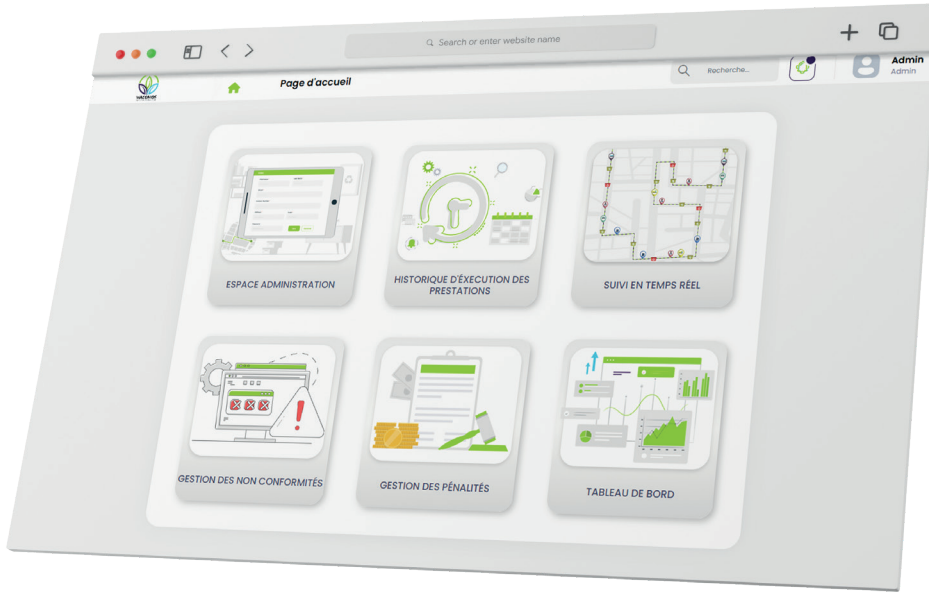 Search or enter website name
Page d'accueil
Recherche...
Admin
Admin
ESPACE ADMINISTRATION
HISTORIQUE D'ÉXECUTION DES
PRESTATIONS
SUIVI EN TEMPS RÉEL
GESTION DES NON CONFORMITÉS
GESTION DES PÉNALITÉS
TABLEAU DE BORD